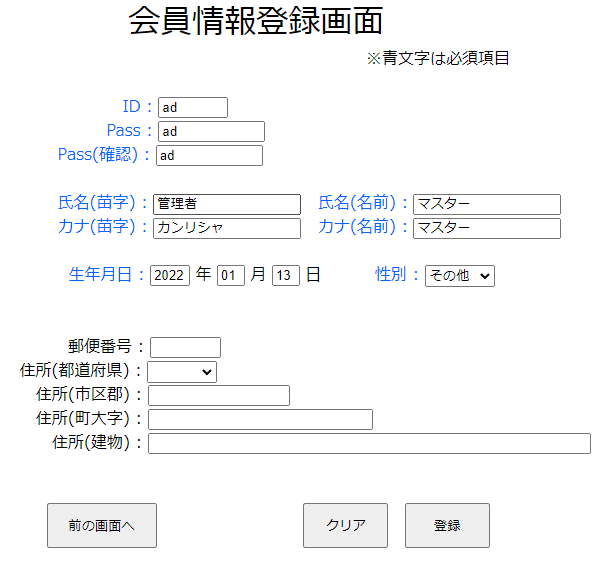 会員情報登録画面
※青文字は必須項目
ID：ad
Pass：ad
Pass(確認)：ad
氏名(苗字)：管理者 氏名(名前)：マスター
カナ(苗字)：カンリシャ カナ(名前)：マスター
生年月日：2022 年 01 月 13 日 性別：その他
郵便番号：
住所(都道府県)：
住所(市区郡)：
住所(町大字)：
住所(建物)：
前の画面へ クリア 登録